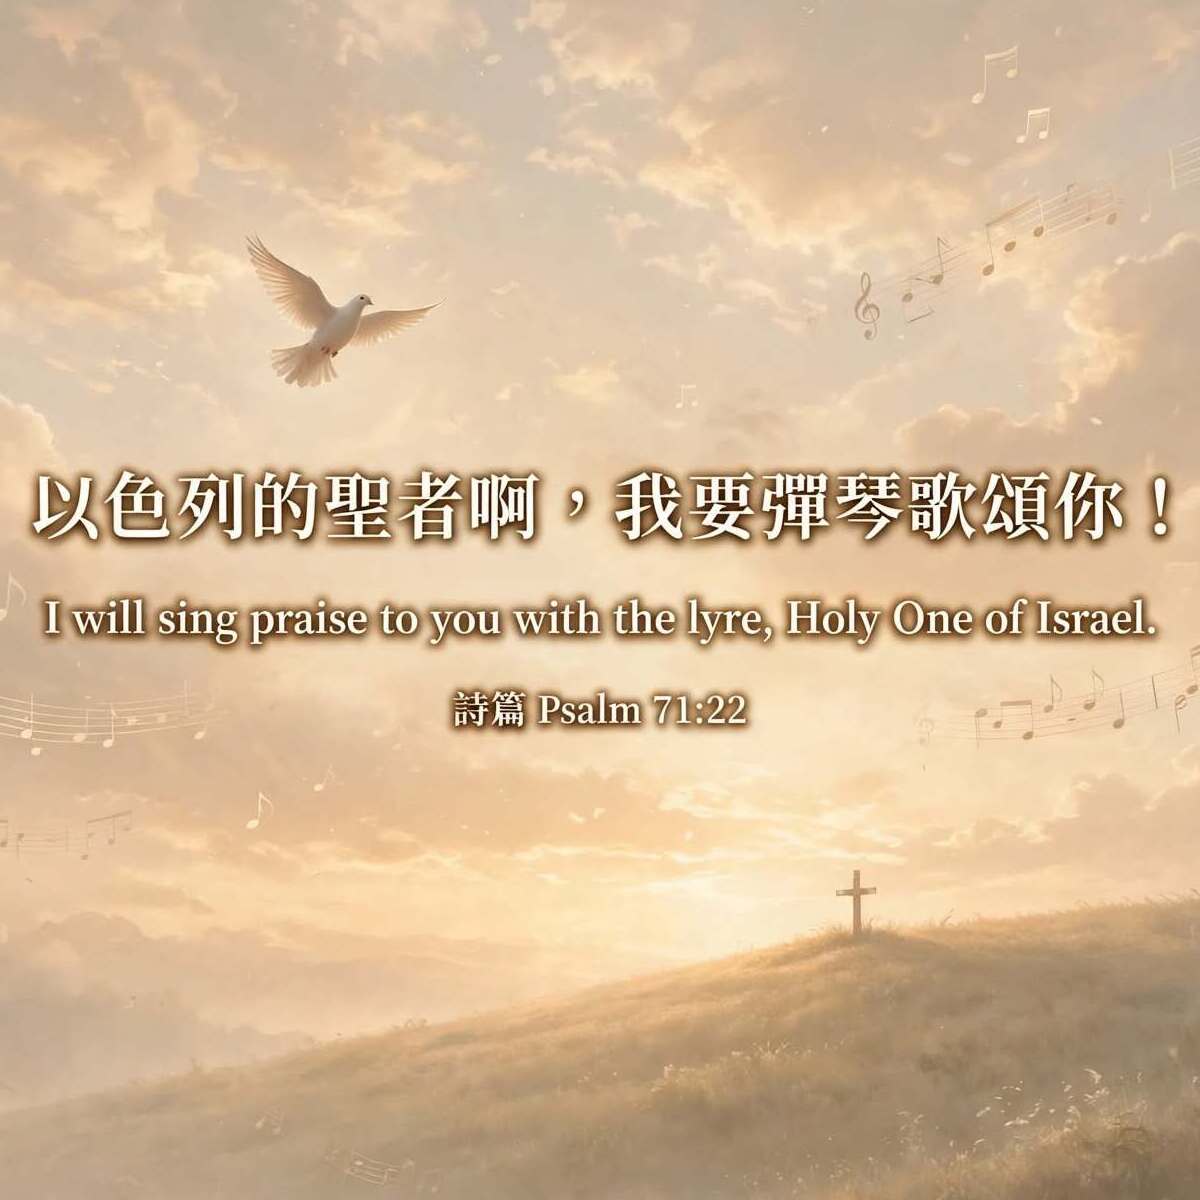 以色列的聖者啊，我要彈琴歌頌你！
I will sing praise to you with the lyre, Holy One of Israel.
詩篇 Psalm 71:22